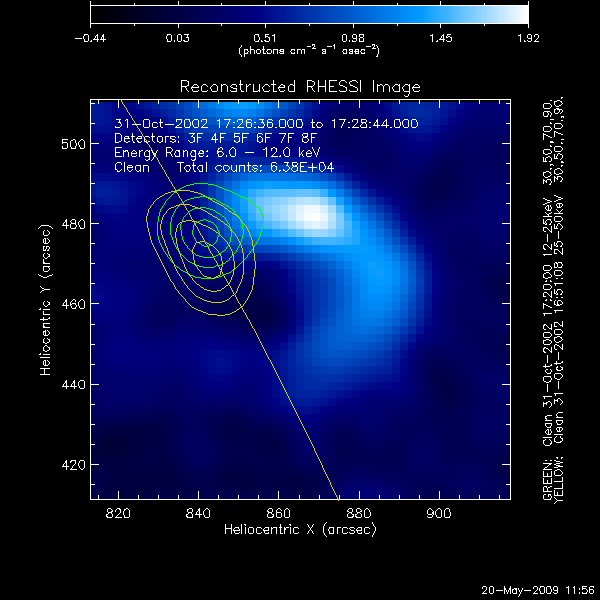 -0.44 0.03 0.51 0.98 1.45 1.92
(photons cm⁻² s⁻¹ asec⁻²)
Reconstructed RHESSI Image
31-Oct-2002 17:26:36.000 to 17:28:44.000
Detectors: 3F 4F 5F 6F 7F 8F
Energy Range: 6.0 - 12.0 keV
Clean Total counts: 6.38E+04
500
480
460
440
420
Heliocentric Y (arcsec)
820 840 860 880 900
Heliocentric X (arcsec)
GREEN: Clean 31-Oct-2002 17:20:00 12-25keV 30.,50.,70.,90.
YELLOW: Clean 31-Oct-2002 16:51:08 25-50keV 30.,50.,70.,90.
20-May-2009 11:56